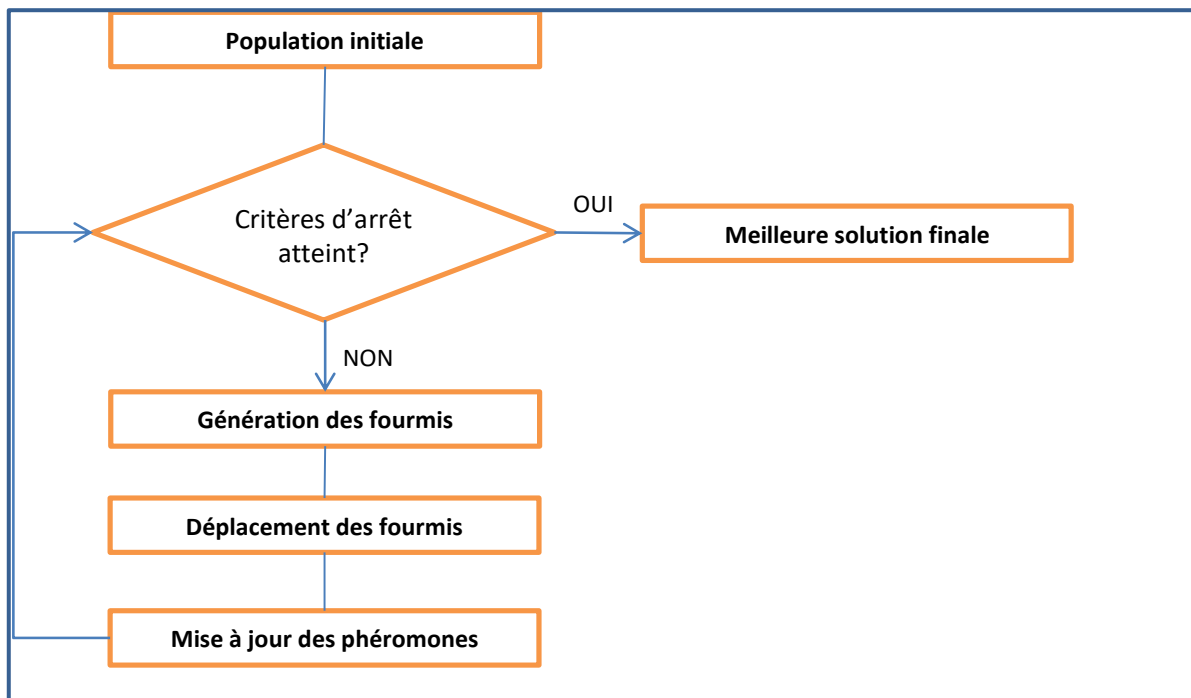 Population initiale
Critères d’arrêt
atteint?
OUI
Meilleure solution finale
NON
Génération des fourmis
Déplacement des fourmis
Mise à jour des phéromones